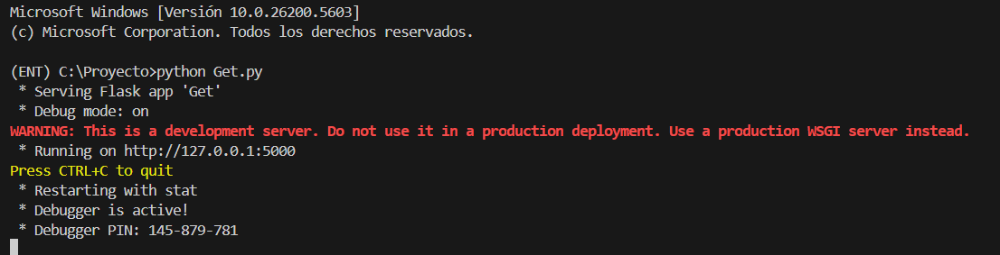 Microsoft Windows [Versión 10.0.26200.5603]
(c) Microsoft Corporation. Todos los derechos reservados.
(ENT) C:\Proyecto>python Get.py
 * Serving Flask app 'Get'
 * Debug mode: on
WARNING: This is a development server. Do not use it in a production deployment. Use a production WSGI server instead.
 * Running on http://127.0.0.1:5000
Press CTRL+C to quit
 * Restarting with stat
 * Debugger is active!
 * Debugger PIN: 145-879-781